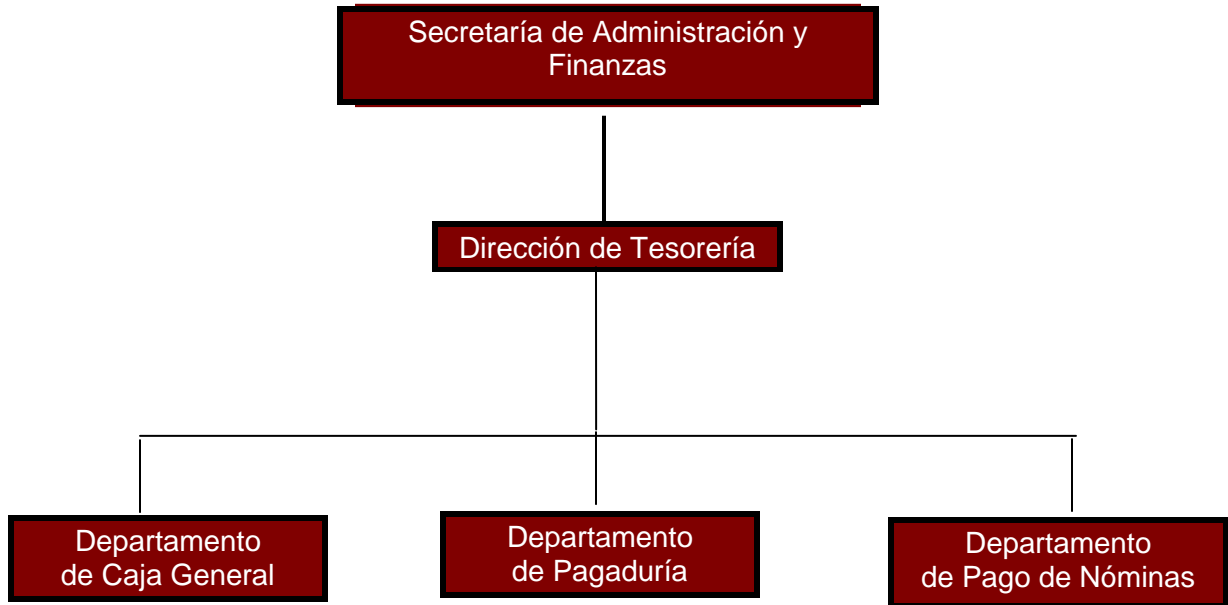 Secretaría de Administración y
Finanzas
Dirección de Tesorería
Departamento
de Caja General
Departamento
de Pagaduría
Departamento
de Pago de Nóminas